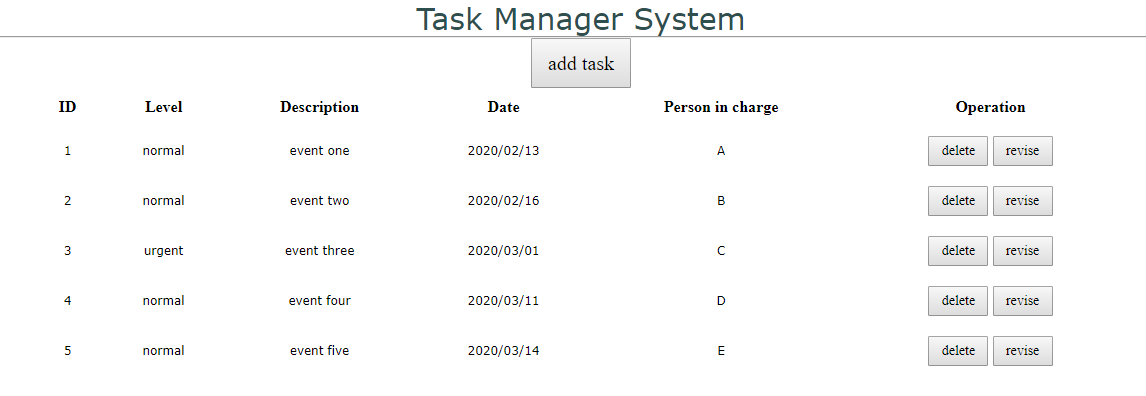 Task Manager System
add task
ID Level Description Date Person in charge Operation
1 normal event one 2020/02/13 A delete revise
2 normal event two 2020/02/16 B delete revise
3 urgent event three 2020/03/01 C delete revise
4 normal event four 2020/03/11 D delete revise
5 normal event five 2020/03/14 E delete revise